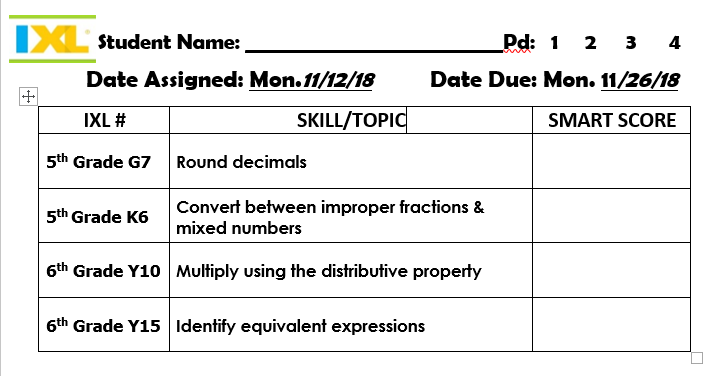 IXL Student Name: ______________________Pd: 1 2 3 4
Date Assigned: Mon.11/12/18 Date Due: Mon. 11/26/18
IXL # SKILL/TOPIC SMART SCORE
5th Grade G7 Round decimals
5th Grade K6 Convert between improper fractions &
mixed numbers
6th Grade Y10 Multiply using the distributive property
6th Grade Y15 Identify equivalent expressions